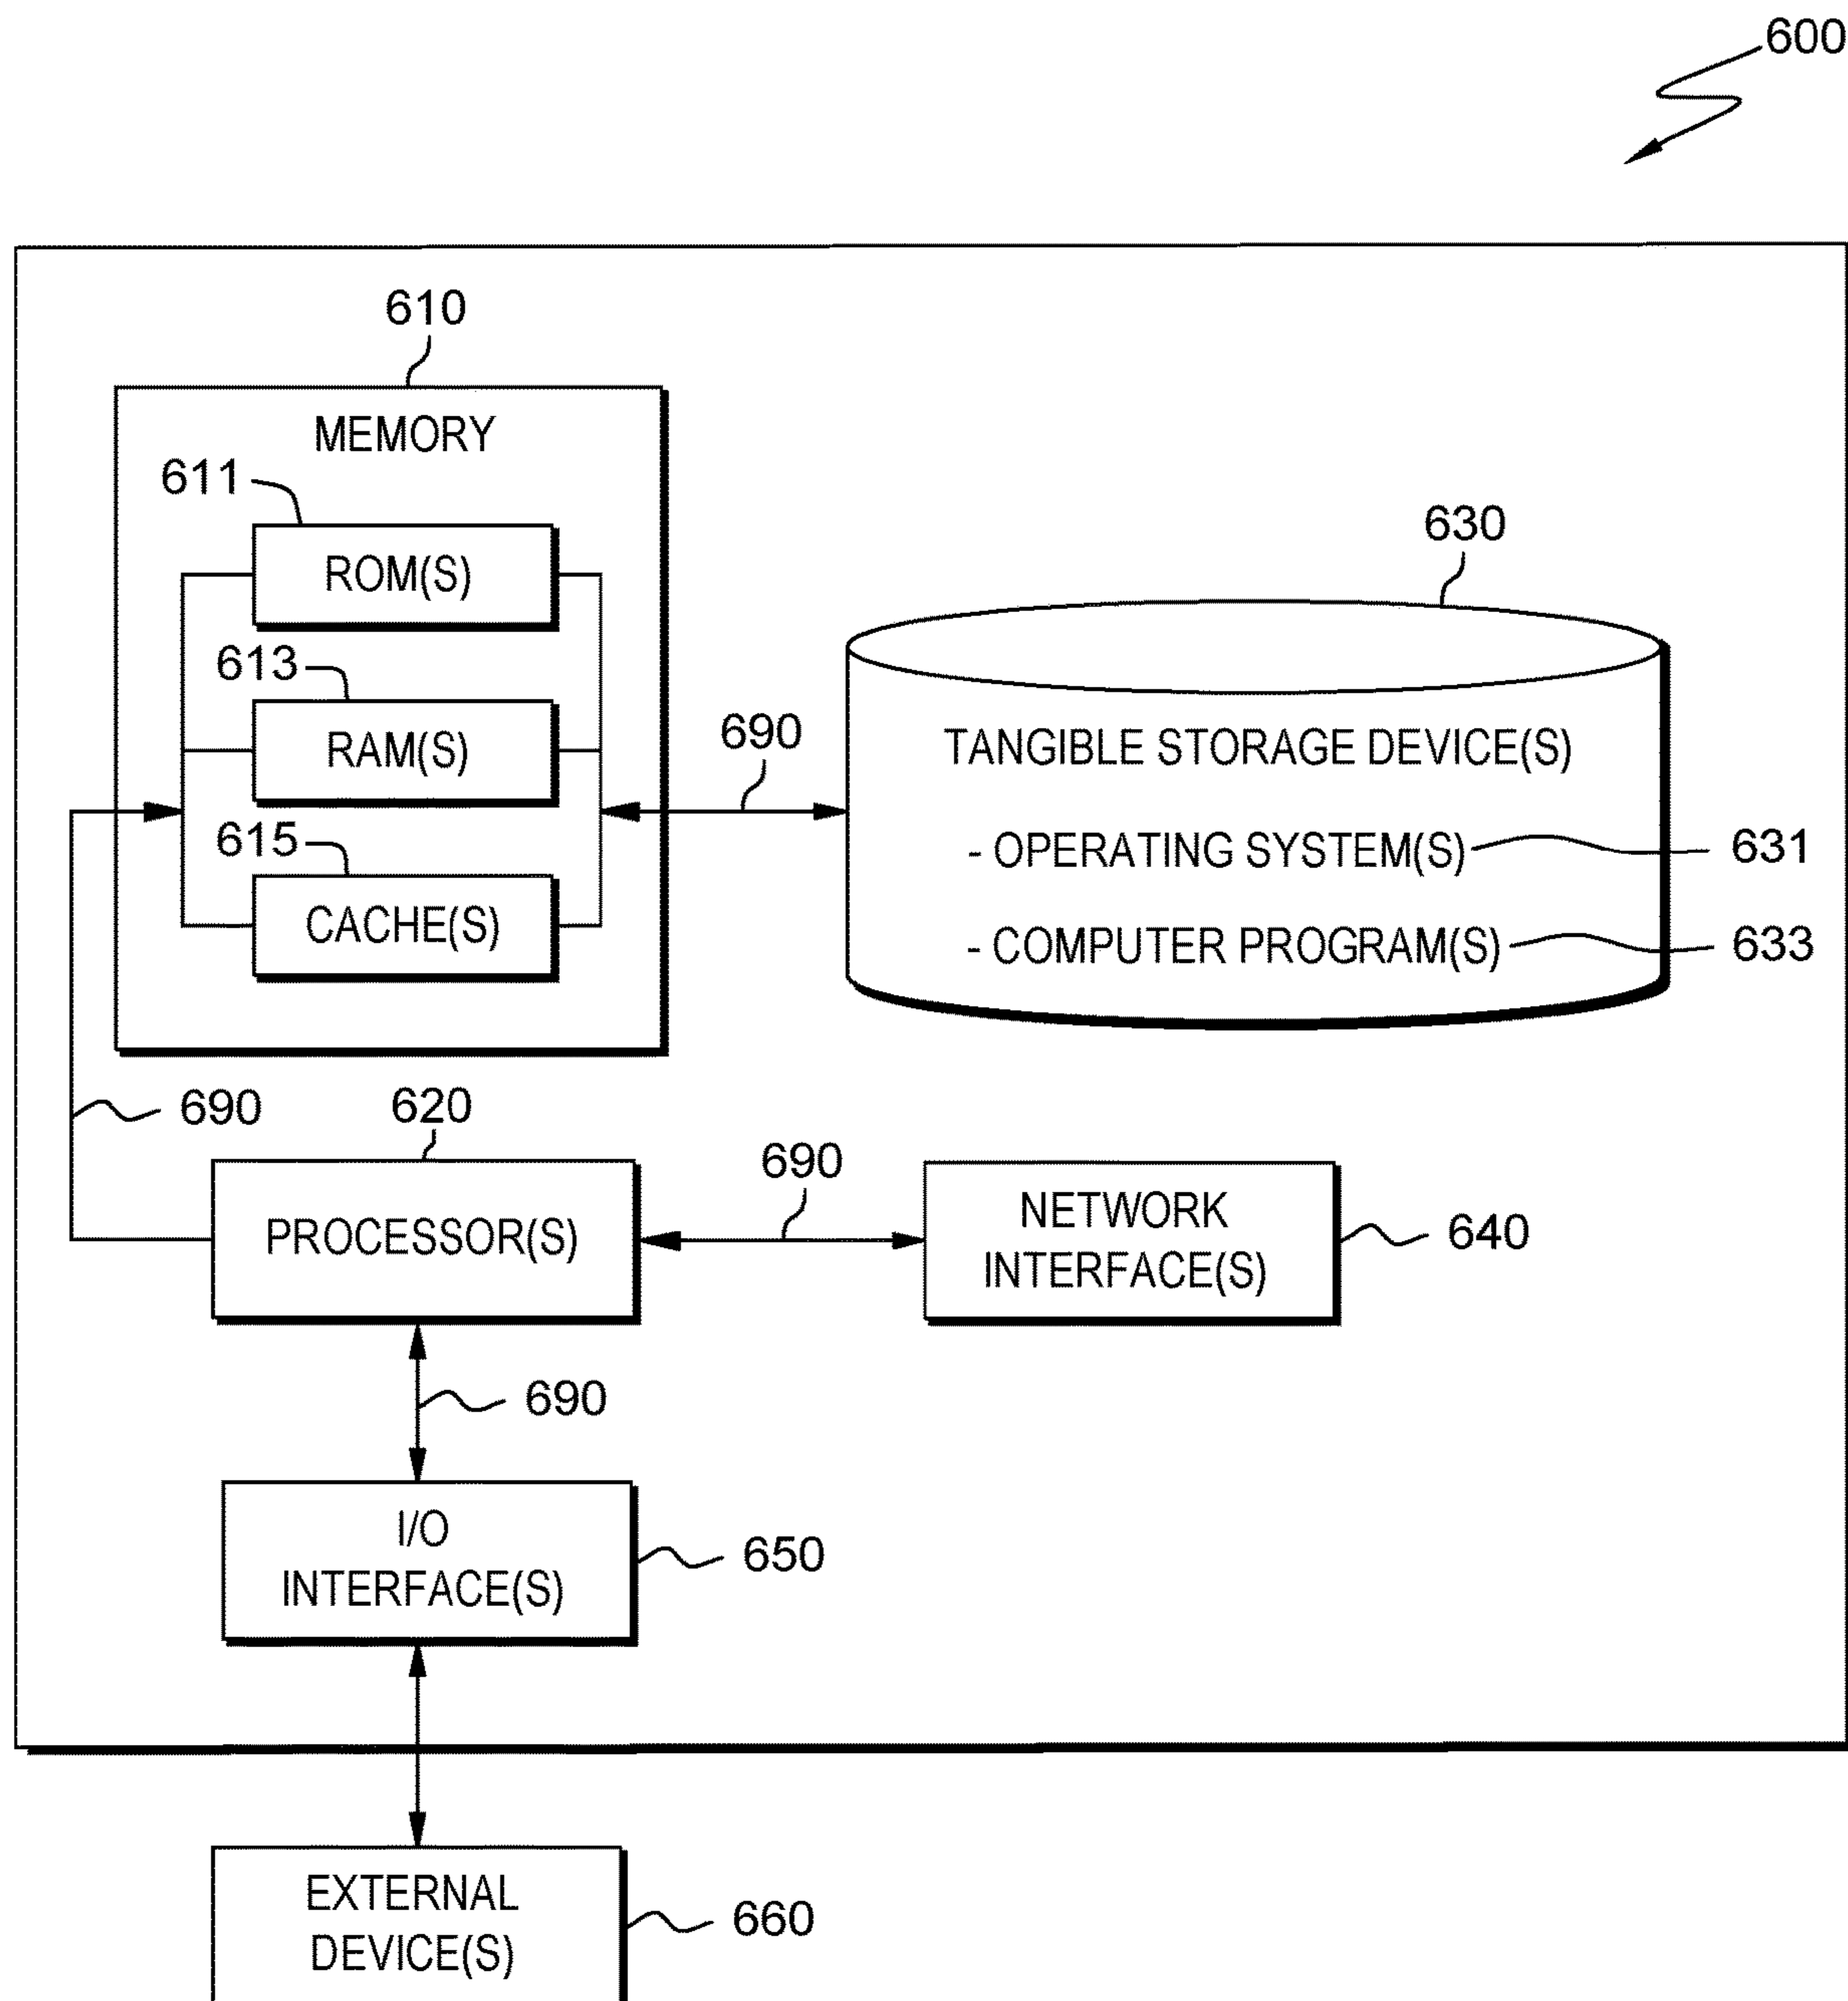 600
610
MEMORY
611
ROM(S)
613
RAM(S)
615
CACHE(S)
690
630
TANGIBLE STORAGE DEVICE(S)
- OPERATING SYSTEM(S)
631
- COMPUTER PROGRAM(S)
633
690
620
PROCESSOR(S)
690
NETWORK
INTERFACE(S)
640
690
I/O
INTERFACE(S)
650
EXTERNAL
DEVICE(S)
660